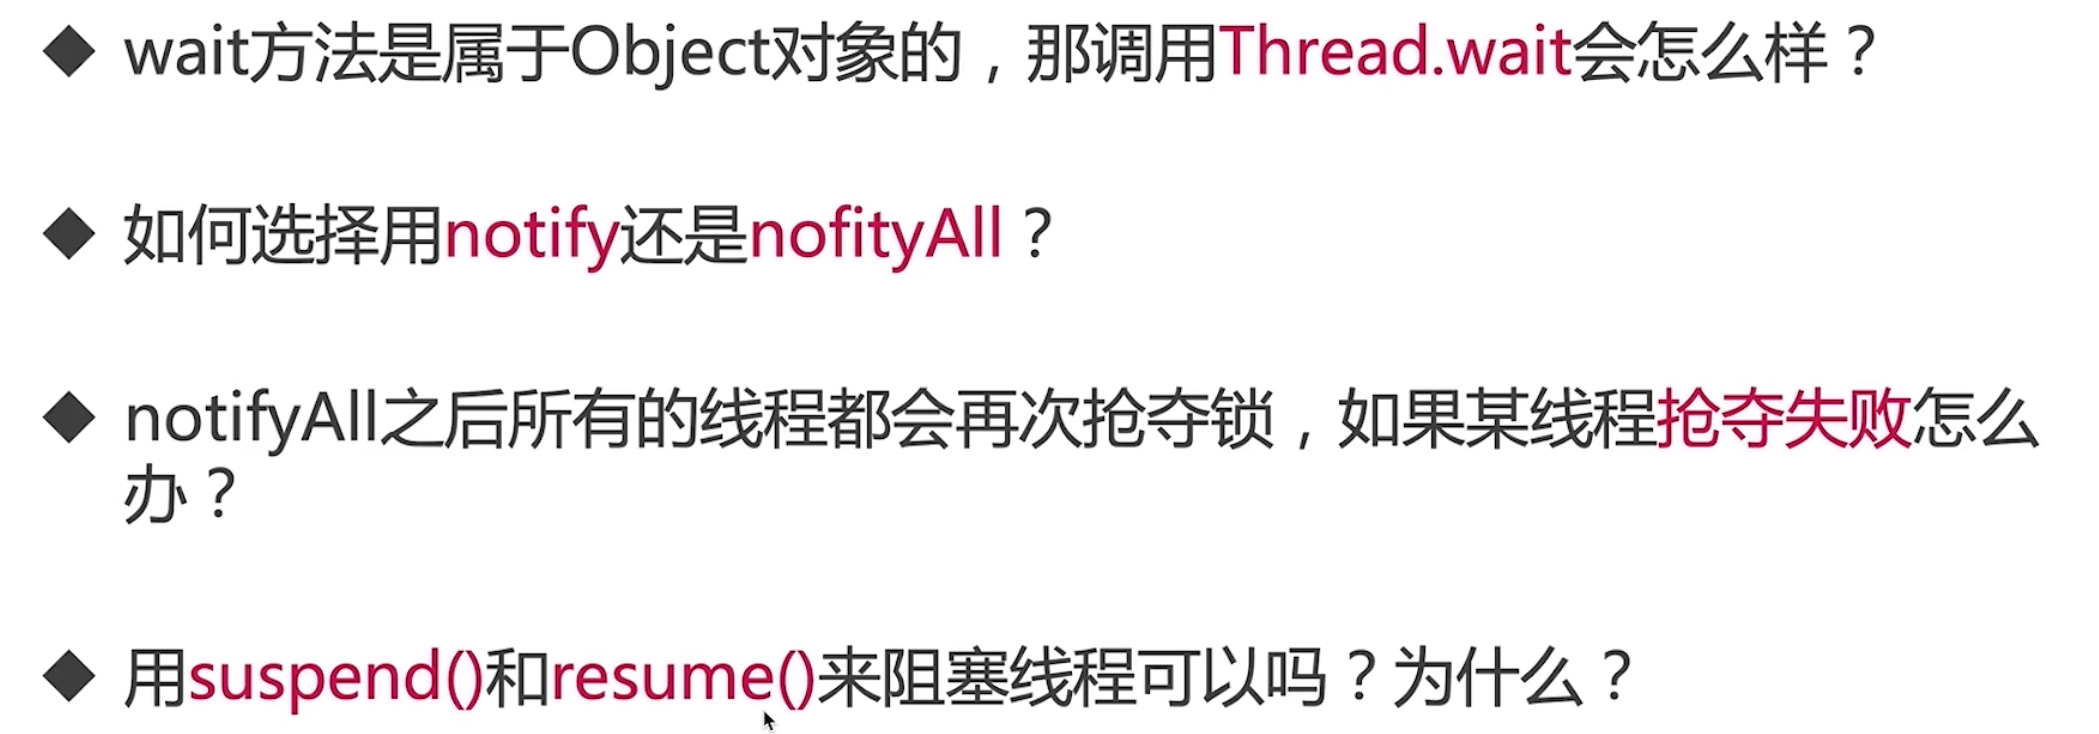 ◆ wait方法是属于Object对象的，那调用Thread.wait会怎么样？
◆ 如何选择用notify还是nofityAll？
◆ notifyAll之后所有的线程都会再次抢夺锁，如果某线程抢夺失败怎么
办？
◆ 用suspend()和resume()来阻塞线程可以吗？为什么？